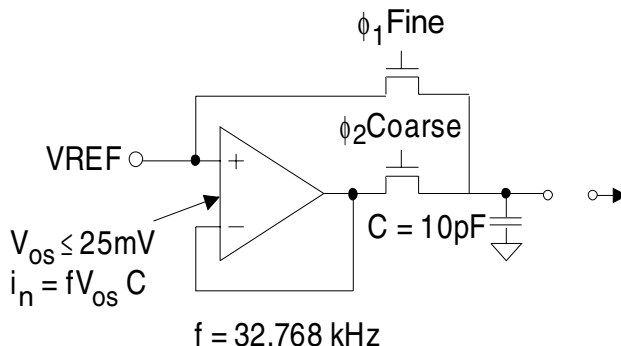 ϕ1Fine
ϕ2Coarse
VREF
+
−
Vos ≤ 25mV
in = fVos C
C = 10pF
f = 32.768 kHz